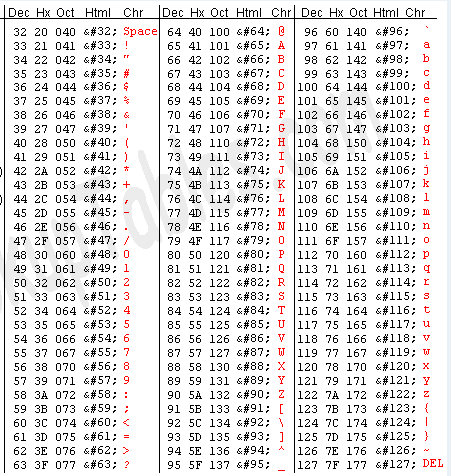 Dec Hx Oct Html Chr Dec Hx Oct Html Chr Dec Hx Oct Html Chr
32 20 040 &#32; Space 64 40 100 &#64; @ 96 60 140 &#96; `
33 21 041 &#33; ! 65 41 101 &#65; A 97 61 141 &#97; a
34 22 042 &#34; " 66 42 102 &#66; B 98 62 142 &#98; b
35 23 043 &#35; # 67 43 103 &#67; C 99 63 143 &#99; c
36 24 044 &#36; $ 68 44 104 &#68; D 100 64 144 &#100; d
37 25 045 &#37; % 69 45 105 &#69; E 101 65 145 &#101; e
38 26 046 &#38; & 70 46 106 &#70; F 102 66 146 &#102; f
39 27 047 &#39; ' 71 47 107 &#71; G 103 67 147 &#103; g
40 28 050 &#40; ( 72 48 110 &#72; H 104 68 150 &#104; h
41 29 051 &#41; ) 73 49 111 &#73; I 105 69 151 &#105; i
42 2A 052 &#42; * 74 4A 112 &#74; J 106 6A 152 &#106; j
43 2B 053 &#43; + 75 4B 113 &#75; K 107 6B 153 &#107; k
44 2C 054 &#44; , 76 4C 114 &#76; L 108 6C 154 &#108; l
45 2D 055 &#45; - 77 4D 115 &#77; M 109 6D 155 &#109; m
46 2E 056 &#46; . 78 4E 116 &#78; N 110 6E 156 &#110; n
47 2F 057 &#47; / 79 4F 117 &#79; O 111 6F 157 &#111; o
48 30 060 &#48; 0 80 50 120 &#80; P 112 70 160 &#112; p
49 31 061 &#49; 1 81 51 121 &#81; Q 113 71 161 &#113; q
50 32 062 &#50; 2 82 52 122 &#82; R 114 72 162 &#114; r
51 33 063 &#51; 3 83 53 123 &#83; S 115 73 163 &#115; s
52 34 064 &#52; 4 84 54 124 &#84; T 116 74 164 &#116; t
53 35 065 &#53; 5 85 55 125 &#85; U 117 75 165 &#117; u
54 36 066 &#54; 6 86 56 126 &#86; V 118 76 166 &#118; v
55 37 067 &#55; 7 87 57 127 &#87; W 119 77 167 &#119; w
56 38 070 &#56; 8 88 58 130 &#88; X 120 78 170 &#120; x
57 39 071 &#57; 9 89 59 131 &#89; Y 121 79 171 &#121; y
58 3A 072 &#58; : 90 5A 132 &#90; Z 122 7A 172 &#122; z
59 3B 073 &#59; ; 91 5B 133 &#91; [ 123 7B 173 &#123; {
60 3C 074 &#60; < 92 5C 134 &#92; \ 124 7C 174 &#124; |
61 3D 075 &#61; = 93 5D 135 &#93; ] 125 7D 175 &#125; }
62 3E 076 &#62; > 94 5E 136 &#94; ^ 126 7E 176 &#126; ~
63 3F 077 &#63; ? 95 5F 137 &#95; _ 127 7F 177 &#127; DEL